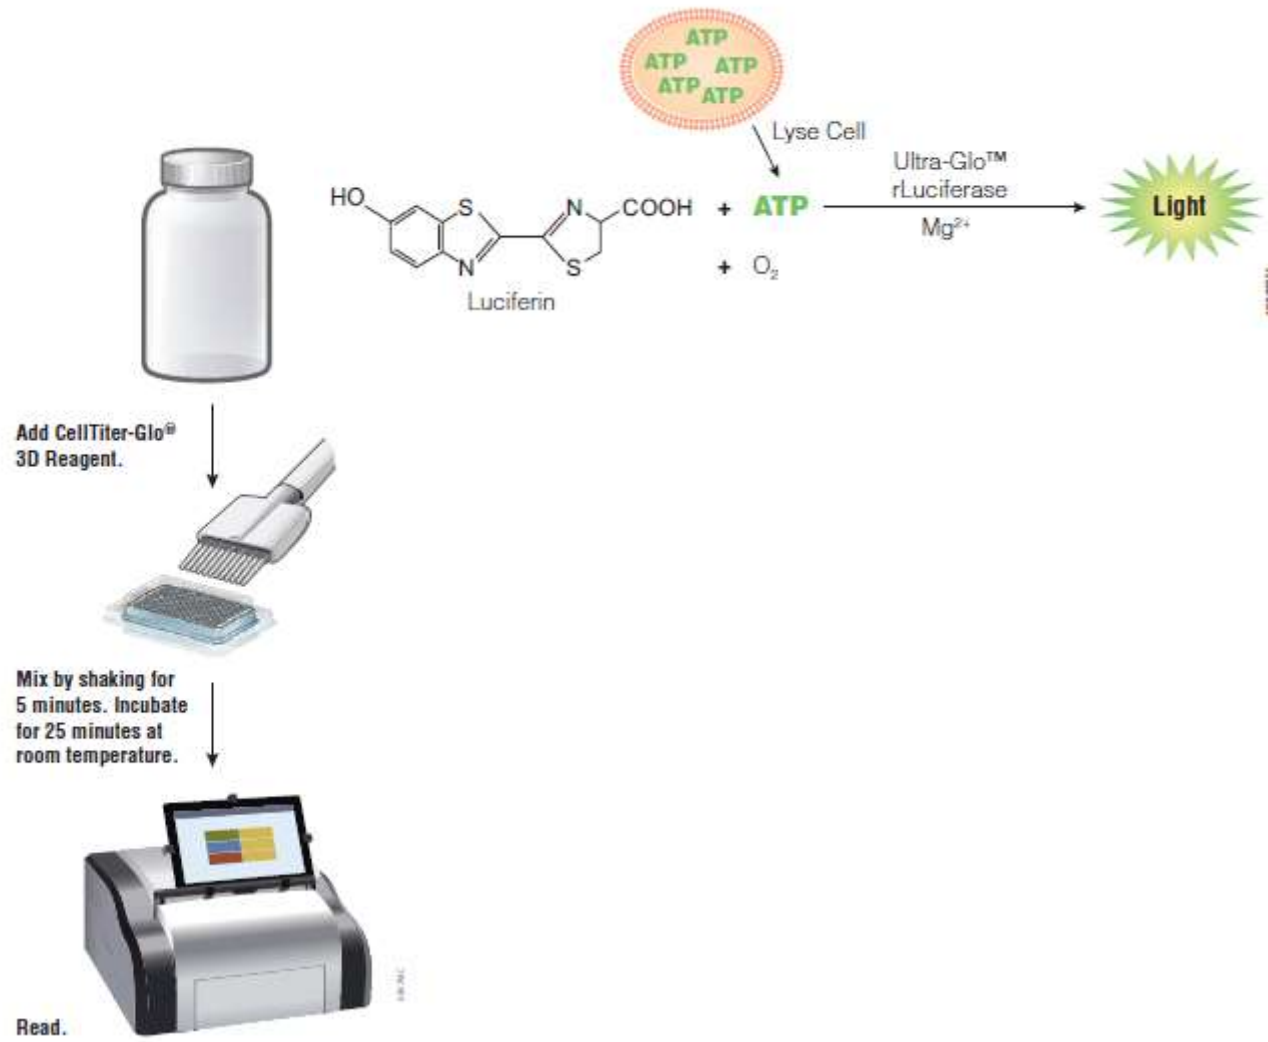 ATP
ATP ATP
ATP ATP
Lyse Cell
HO
S
N
N
S
COOH + ATP
+ O₂
Luciferin
Ultra-Glo™
rLuciferase
Mg²⁺
Light
Add CellTiter-Glo®
3D Reagent.
Mix by shaking for
5 minutes. Incubate
for 25 minutes at
room temperature.
Read.